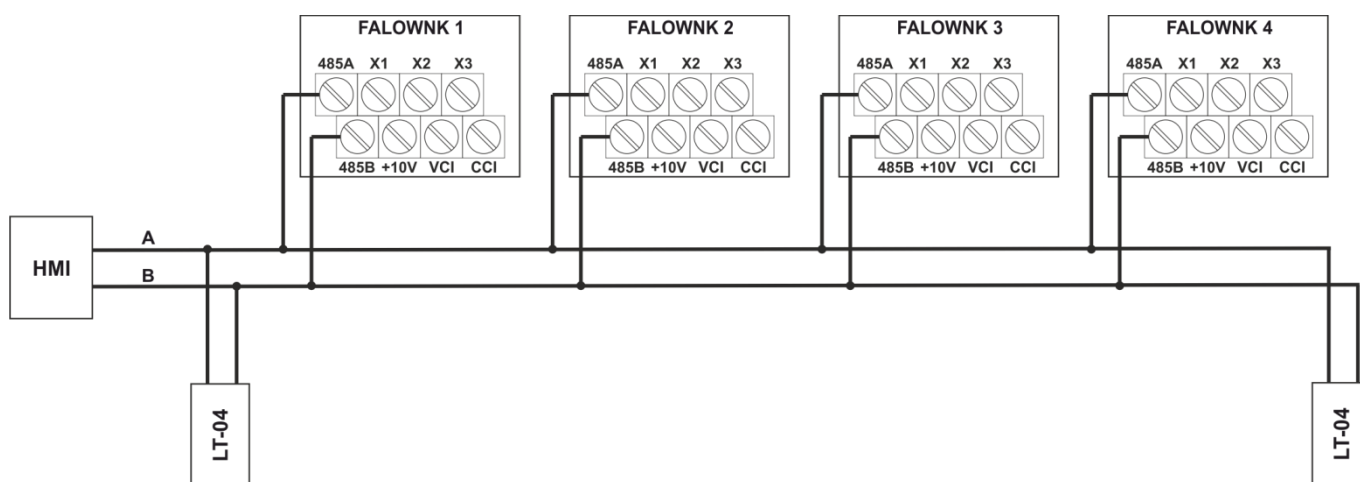 FALOWNK 1
485A X1 X2 X3
485B +10V VCI CCI
FALOWNK 2
485A X1 X2 X3
485B +10V VCI CCI
FALOWNK 3
485A X1 X2 X3
485B +10V VCI CCI
FALOWNK 4
485A X1 X2 X3
485B +10V VCI CCI
HMI
A
B
LT-04
LT-04